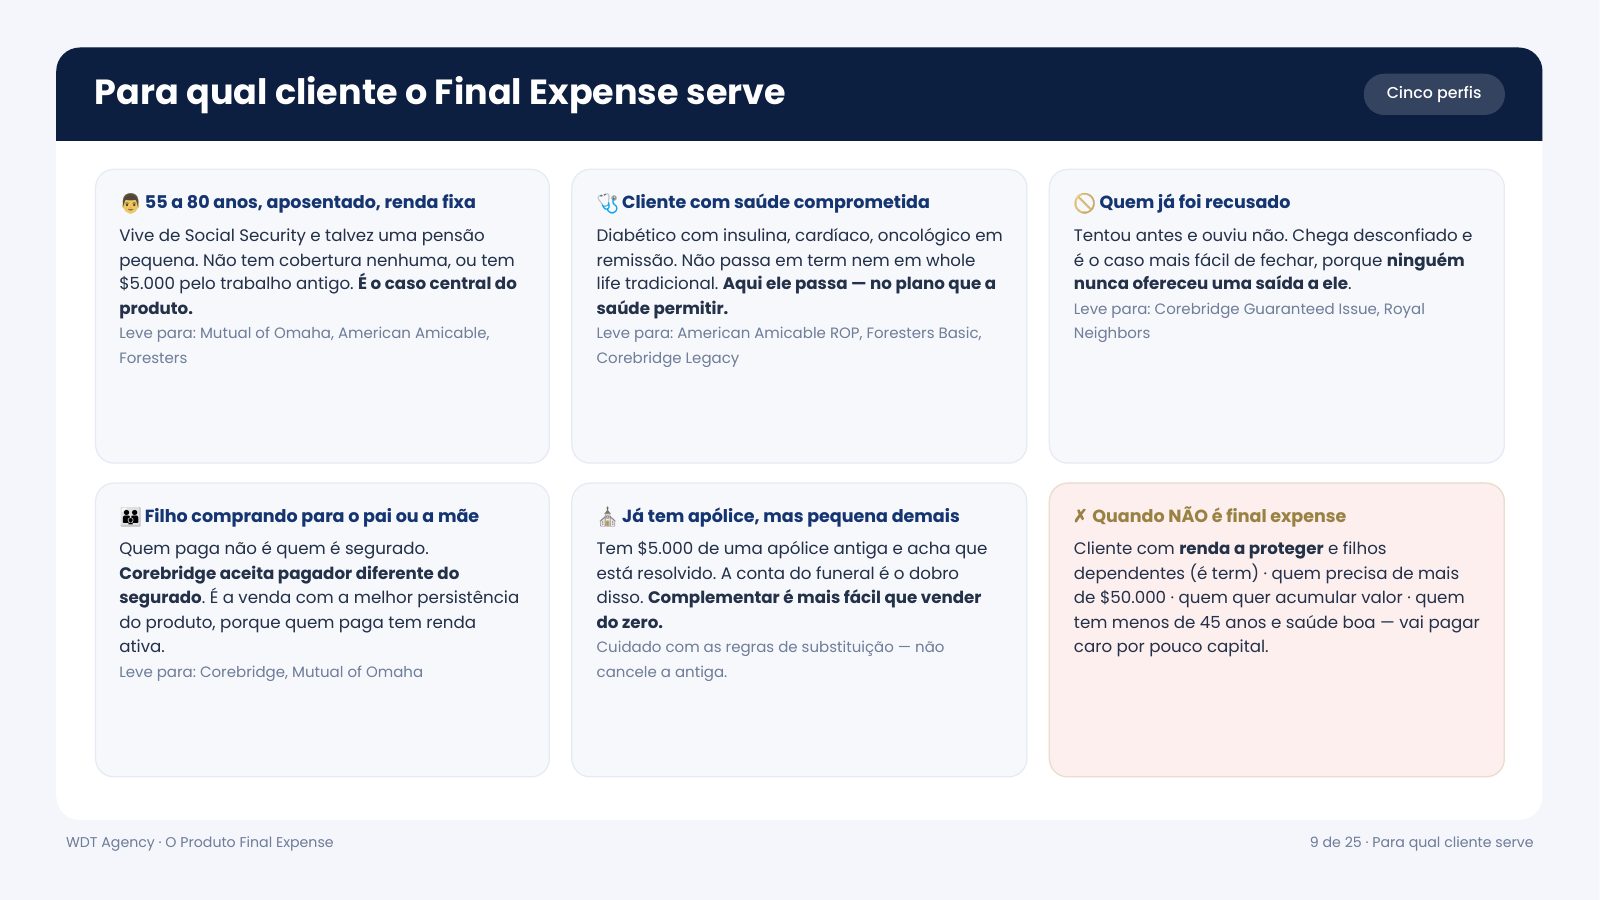 Para qual cliente o Final Expense serve
Cinco perfis
55 a 80 anos, aposentado, renda fixa
Vive de Social Security e talvez uma pensão
pequena. Não tem cobertura nenhuma, ou tem
$5.000 pelo trabalho antigo. É o caso central do
produto.
Leve para: Mutual of Omaha, American Amicable,
Foresters
Cliente com saúde comprometida
Diabético com insulina, cardíaco, oncológico em
remissão. Não passa em term nem em whole
life tradicional. Aqui ele passa — no plano que a
saúde permitir.
Leve para: American Amicable ROP, Foresters Basic,
Corebridge Legacy
Quem já foi recusado
Tentou antes e ouviu não. Chega desconfiado e
é o caso mais fácil de fechar, porque ninguém
nunca ofereceu uma saída a ele.
Leve para: Corebridge Guaranteed Issue, Royal
Neighbors
Filho comprando para o pai ou a mãe
Quem paga não é quem é segurado.
Corebridge aceita pagador diferente do
segurado. É a venda com a melhor persistência
do produto, porque quem paga tem renda
ativa.
Leve para: Corebridge, Mutual of Omaha
Já tem apólice, mas pequena demais
Tem $5.000 de uma apólice antiga e acha que
está resolvido. A conta do funeral é o dobro
disso. Complementar é mais fácil que vender
do zero.
Cuidado com as regras de substituição — não
cancele a antiga.
✗ Quando NÃO é final expense
Cliente com renda a proteger e filhos
dependentes (é term) · quem precisa de mais
de $50.000 · quem quer acumular valor · quem
tem menos de 45 anos e saúde boa — vai pagar
caro por pouco capital.
WDT Agency · O Produto Final Expense
9 de 25 · Para qual cliente serve